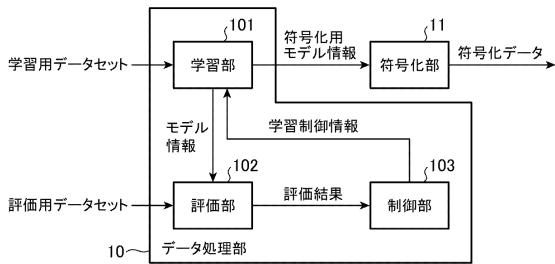 101
11
符号化用
モデル情報
符号化データ
学習用データセット
学習部
符号化部
モデル
情報
学習制御情報
102
103
評価結果
評価用データセット
評価部
制御部
10
データ処理部